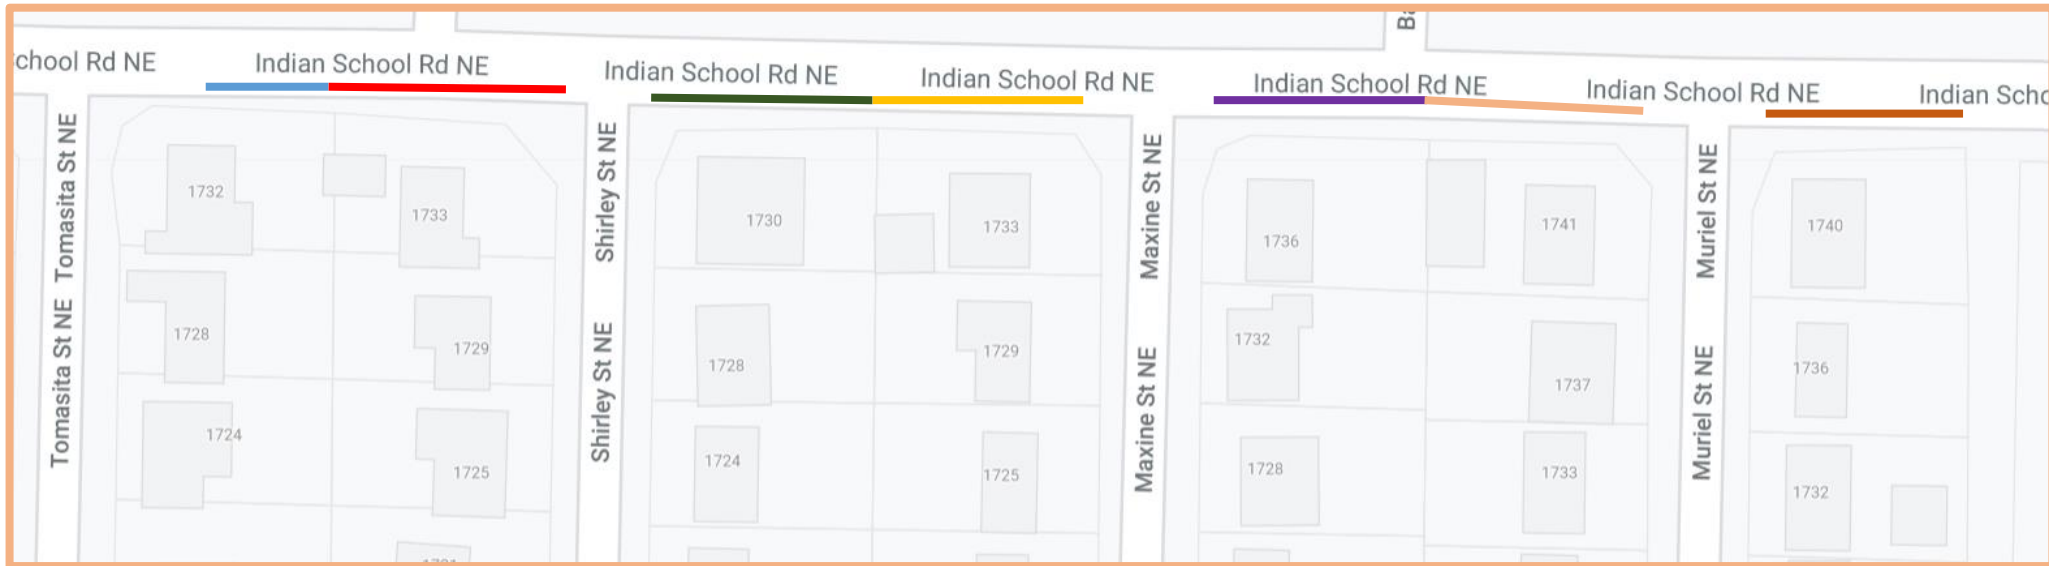 Ba
chool Rd NE
Indian School Rd NE
Indian School Rd NE
Indian School Rd NE
Indian School Rd NE
Indian School Rd NE
Indian Scho
Tomasita St NE
Shirley St NE
Maxine St NE
Muriel St NE
1732
1733
1730
1733
1736
1741
1740
Tomasita St NE
Shirley St NE
Maxine St NE
Muriel St NE
1728
1729
1728
1729
1732
1737
1736
1724
1725
1724
1725
1728
1733
1732